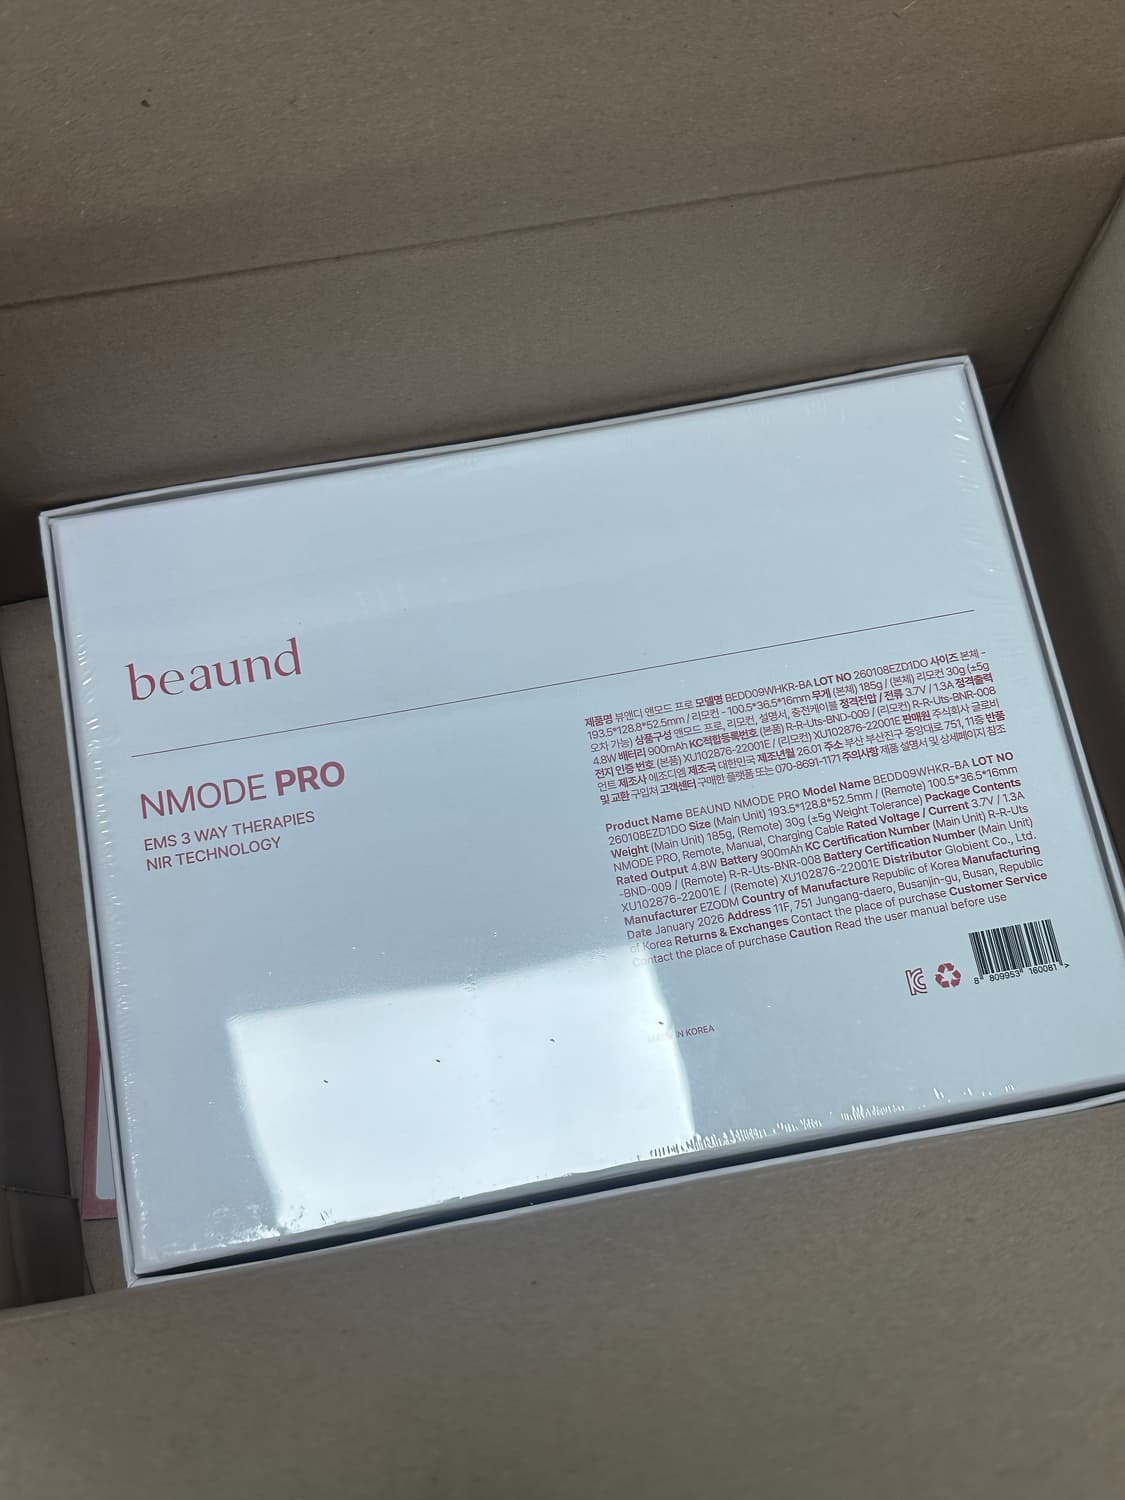 beaund
NMODE PRO
EMS 3 WAY THERAPIES
NIR TECHNOLOGY
제품명 뷰앤디 앤모드 프로 모델명 BEDD09WHKR-BA LOT NO 260108EZD1DO 사이즈 본체 -
193.5*128.8*52.5mm / 리모컨 - 100.5*36.5*16mm 무게 (본체) 185g / (본체) 리모컨 30g (±5g
오차 가능) 상품구성 앤모드 프로, 리모컨, 설명서, 충전케이블 정격전압 / 전류 3.7V / 1.3A 정격출력
4.8W 배터리 900mAh KC적합등록번호 (본품) R-R-Uts-BND-009 / (리모컨) R-R-Uts-BNR-008
전지 인증 번호 (본품) XU102876-22001E / (리모컨) XU102876-22001E 판매원 주식회사 글로비
언트 제조사 에조디엠 제조국 대한민국 제조년월 26.01 주소 부산 부산진구 중앙대로 751, 11층 반품
및 교환 구입처 고객센터 구매한 플랫폼 또는 070-8691-1171 주의사항 제품 설명서 및 상세페이지 참조
Product Name BEAUND NMODE PRO Model Name BEDD09WHKR-BA LOT NO
260108EZD1DO Size (Main Unit) 193.5*128.8*52.5mm / (Remote) 100.5*36.5*16mm
Weight (Main Unit) 185g, (Remote) 30g (±5g Weight Tolerance) Package Contents
NMODE PRO, Remote, Manual, Charging Cable Rated Voltage / Current 3.7V / 1.3A
Rated Output 4.8W Battery 900mAh KC Certification Number (Main Unit) R-R-Uts
-BND-009 / (Remote) R-R-Uts-BNR-008 Battery Certification Number (Main Unit)
XU102876-22001E / (Remote) XU102876-22001E Distributor Globient Co., Ltd.
Manufacturer EZODM Country of Manufacture Republic of Korea Manufacturing
Date January 2026 Address 11F, 751 Jungang-daero, Busanjin-gu, Busan, Republic
of Korea Returns & Exchanges Contact the place of purchase Customer Service
Contact the place of purchase Caution Read the user manual before use
8 809953 160081 >
MADE IN KOREA